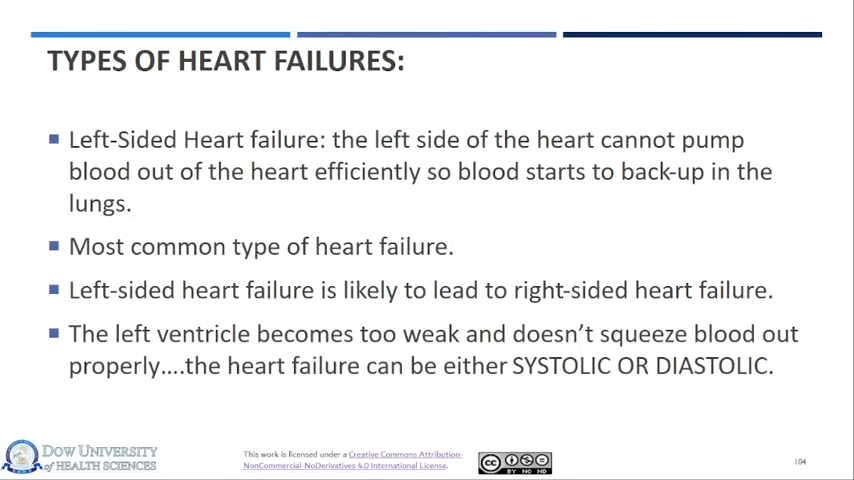 TYPES OF HEART FAILURES:
Left-Sided Heart failure: the left side of the heart cannot pump
blood out of the heart efficiently so blood starts to back-up in the
lungs.
Most common type of heart failure.
Left-sided heart failure is likely to lead to right-sided heart failure.
The left ventricle becomes too weak and doesn't squeeze blood out
properly....the heart failure can be either SYSTOLIC OR DIASTOLIC.
DOW UNIVERSITY
of HEALTH SCIENCES
This work is licensed under a Creative Commons Attribution-
NonCommercial-NoDerivatives 4.0 International License.
cc
BY NC ND
104